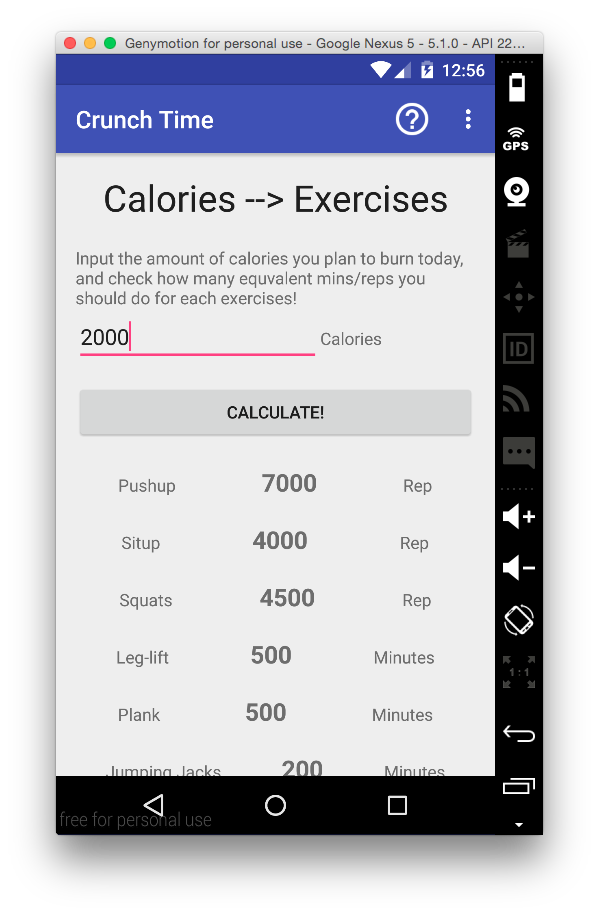 Genymotion for personal use - Google Nexus 5 - 5.1.0 - API 22...
12:56
Crunch Time
GPS
Calories --> Exercises
Input the amount of calories you plan to burn today,
and check how many equvalent mins/reps you
should do for each exercises!
2000 Calories
ID
CALCULATE!
Pushup 7000 Rep
Situp 4000 Rep
Squats 4500 Rep
Leg-lift 500 Minutes
1:1
Plank 500 Minutes
Jumping Jacks 200 Minutes
free for personal use